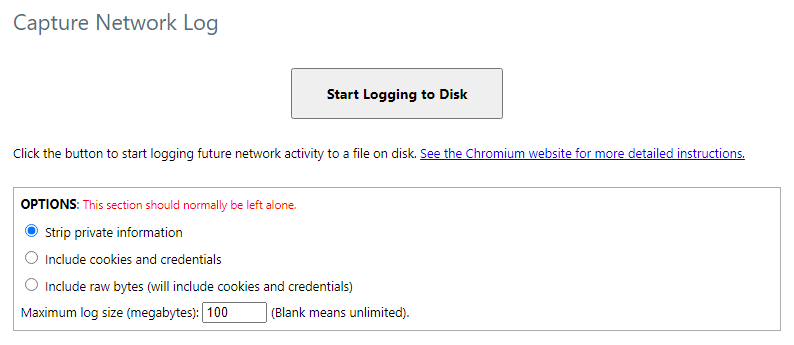 Capture Network Log
Start Logging to Disk
Click the button to start logging future network activity to a file on disk. See the Chromium website for more detailed instructions.
OPTIONS: This section should normally be left alone.
Strip private information
Include cookies and credentials
Include raw bytes (will include cookies and credentials)
Maximum log size (megabytes): 100 (Blank means unlimited).